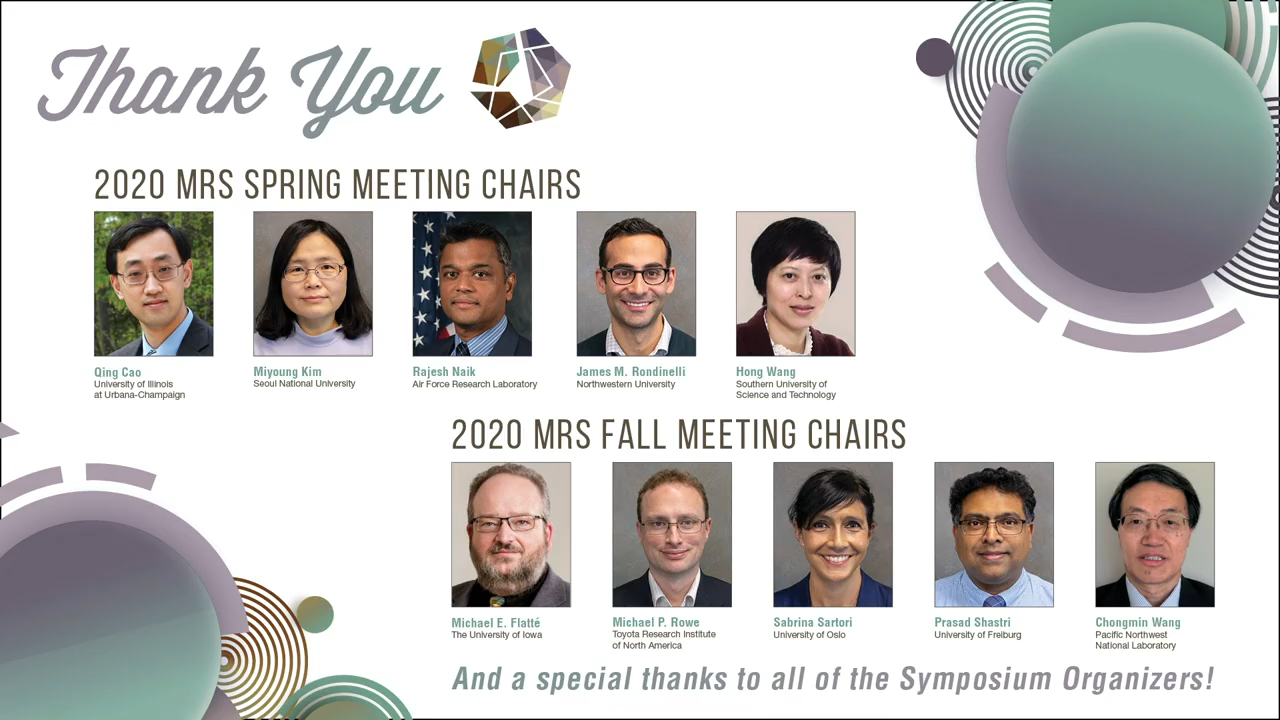 Thank You
2020 MRS SPRING MEETING CHAIRS
Qing Cao
University of Illinois
at Urbana-Champaign
Miyoung Kim
Seoul National University
Rajesh Naik
Air Force Research Laboratory
James M. Rondinelli
Northwestern University
Hong Wang
Southern University of
Science and Technology
2020 MRS FALL MEETING CHAIRS
Michael E. Flatté
The University of Iowa
Michael P. Rowe
Toyota Research Institute
of North America
Sabrina Sartori
University of Oslo
Prasad Shastri
University of Freiburg
Chongmin Wang
Pacific Northwest
National Laboratory
And a special thanks to all of the Symposium Organizers!